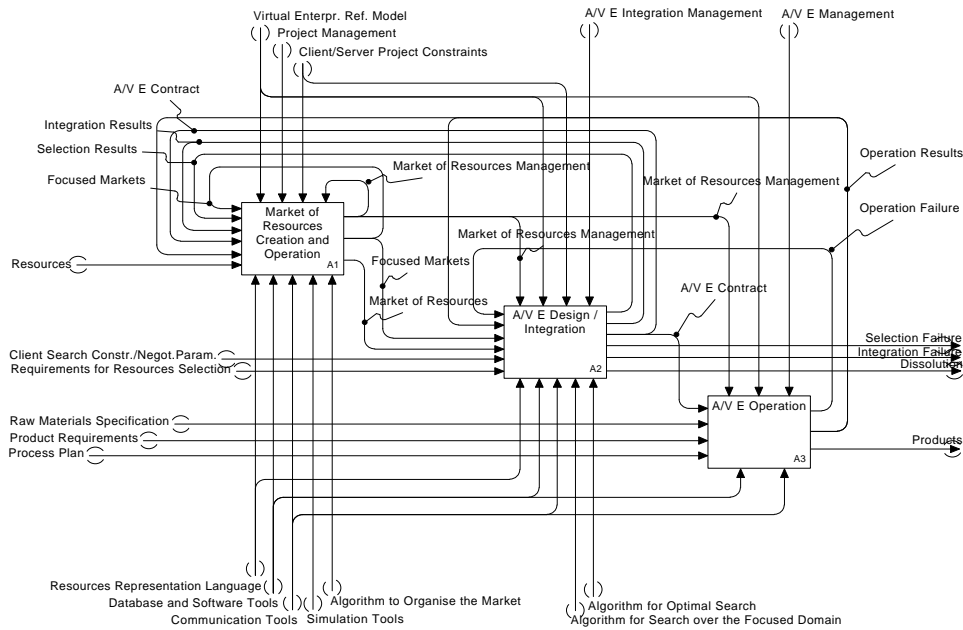 Virtual Enterpr. Ref. Model
A/V E Integration Management
A/V E Management
Project Management
Client/Server Project Constraints
A/V E Contract
Integration Results
Selection Results
Focused Markets
Market of Resources Management
Operation Results
Market of Resources Management
Operation Failure
Market of
Resources
Creation and
Operation
A1
Market of Resources Management
Resources
Focused Markets
A/V E Contract
Market of Resources
A/V E Design /
Integration
A2
Selection Failure
Integration Failure
Dissolution
Client Search Constr./Negot.Param.
Requirements for Resources Selection
A/V E Operation
A3
Raw Materials Specification
Product Requirements
Process Plan
Products
Resources Representation Language
Database and Software Tools
Communication Tools
Simulation Tools
Algorithm to Organise the Market
Algorithm for Optimal Search
Algorithm for Search over the Focused Domain